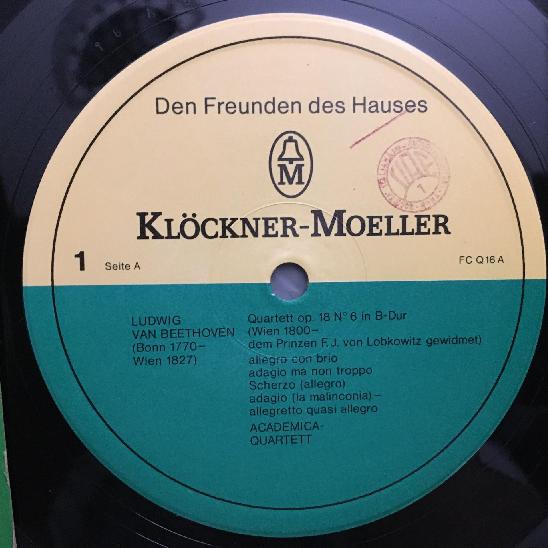 Den Freunden des Hauses
M
KLÖCKNER-MOELLER
1 Seite A
FC Q 16 A
LUDWIG
VAN BEETHOVEN
(Bonn 1770–
Wien 1827)
Quartett op. 18 N° 6 in B-Dur
(Wien 1800–
dem Prinzen F. J. von Lobkowitz gewidmet)
allegro con brio
adagio ma non troppo
Scherzo (allegro)
adagio (la malinconia)–
allegretto quasi allegro
ACADEMICA-
QUARTETT